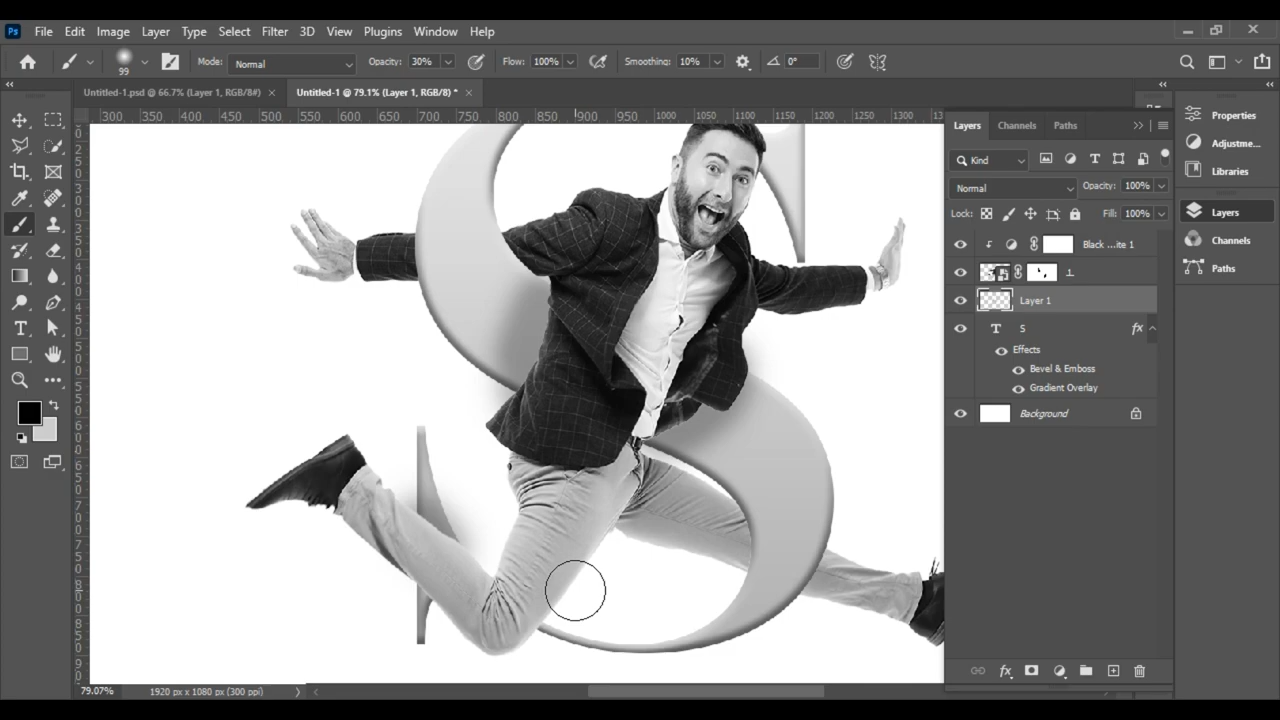 Ps File Edit Image Layer Type Select Filter 3D View Plugins Window Help
99 Mode: Normal Opacity: 30% Flow: 100% Smoothing: 10% 0°
Untitled-1.psd @ 66.7% (Layer 1, RGB/8#) × Untitled-1 @ 79.1% (Layer 1, RGB/8) * ×
300 350 400 450 500 550 600 650 700 750 800 850 900 950 1000 1050 1100 1150 1200 1250 1300 1350
Layers Channels Paths
Kind
Normal Opacity: 100%
Lock: Fill: 100%
Black ...ite 1
1
Layer 1
T S fx
Effects
Bevel & Emboss
Gradient Overlay
Background
Properties
Adjustme...
Libraries
Layers
Channels
Paths
S
79.07% 1920 px x 1080 px (300 ppi)